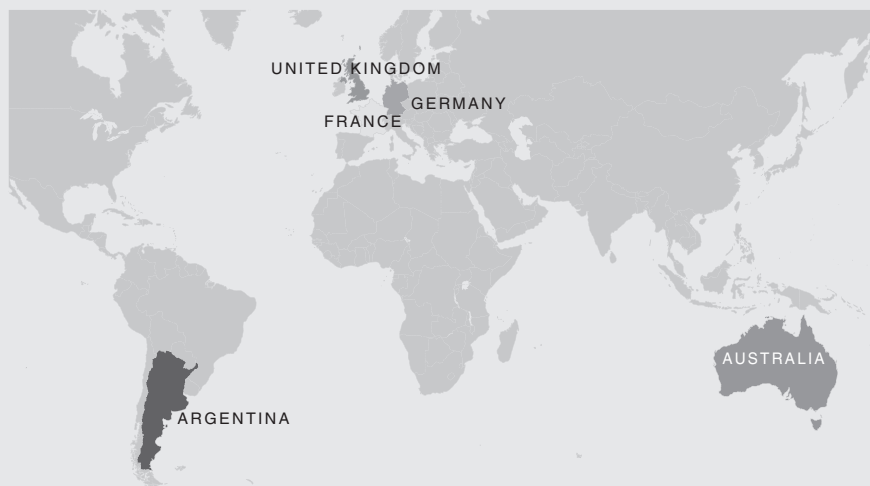 UNITED KINGDOM
GERMANY
FRANCE
AUSTRALIA
ARGENTINA